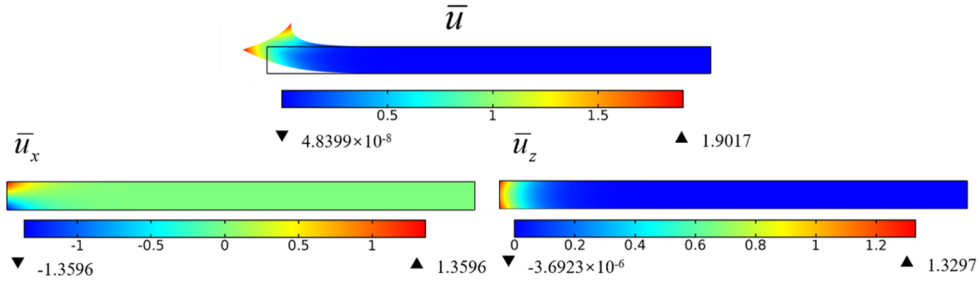 u̅
0.5 1 1.5
▼ 4.8399×10⁻⁸ ▲ 1.9017
u̅ₓ u̅_z
-1 -0.5 0 0.5 1 0 0.2 0.4 0.6 0.8 1 1.2
▼ -1.3596 ▲ 1.3596 ▼ -3.6923×10⁻⁶ ▲ 1.3297